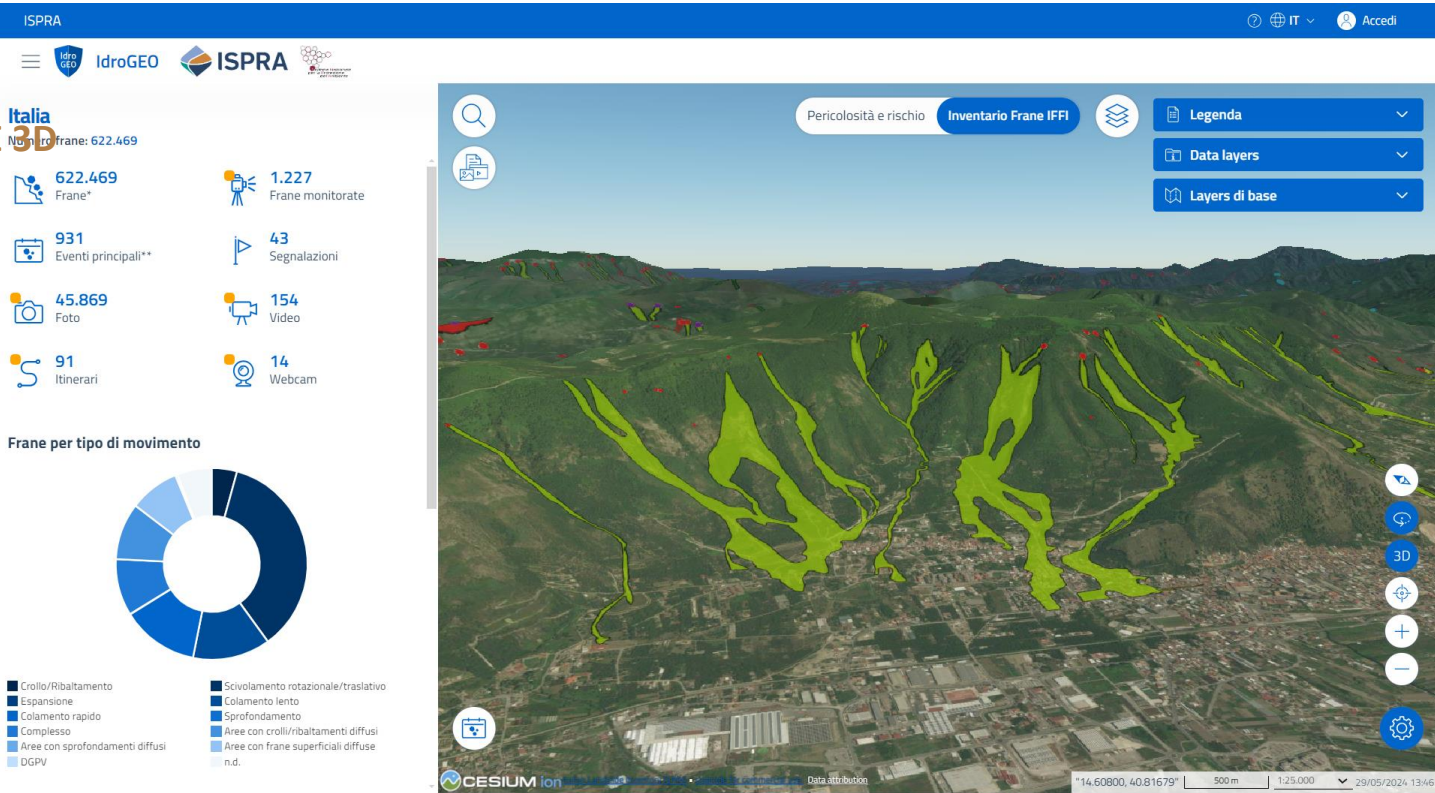 ISPRA
IT
Accedi
Idro GEO
IdroGEO
ISPRA
Italia
3D
Numero frane: 622.469
622.469
Frane*
1.227
Frane monitorate
931
Eventi principali**
43
Segnalazioni
45.869
Foto
154
Video
91
Itinerari
14
Webcam
Frane per tipo di movimento
Crollo/Ribaltamento
Scivolamento rotazionale/traslativo
Espansione
Colamento lento
Colamento rapido
Sprofondamento
Complesso
Aree con crolli/ribaltamenti diffusi
Aree con sprofondamenti diffusi
Aree con frane superficiali diffuse
DGPV
n.d.
Pericolosità e rischio
Inventario Frane IFFI
Legenda
Data layers
Layers di base
3D
CESIUM ion
Data attribution
"14.60800, 40.81679"
500 m
1:25.000
29/05/2024 13:46